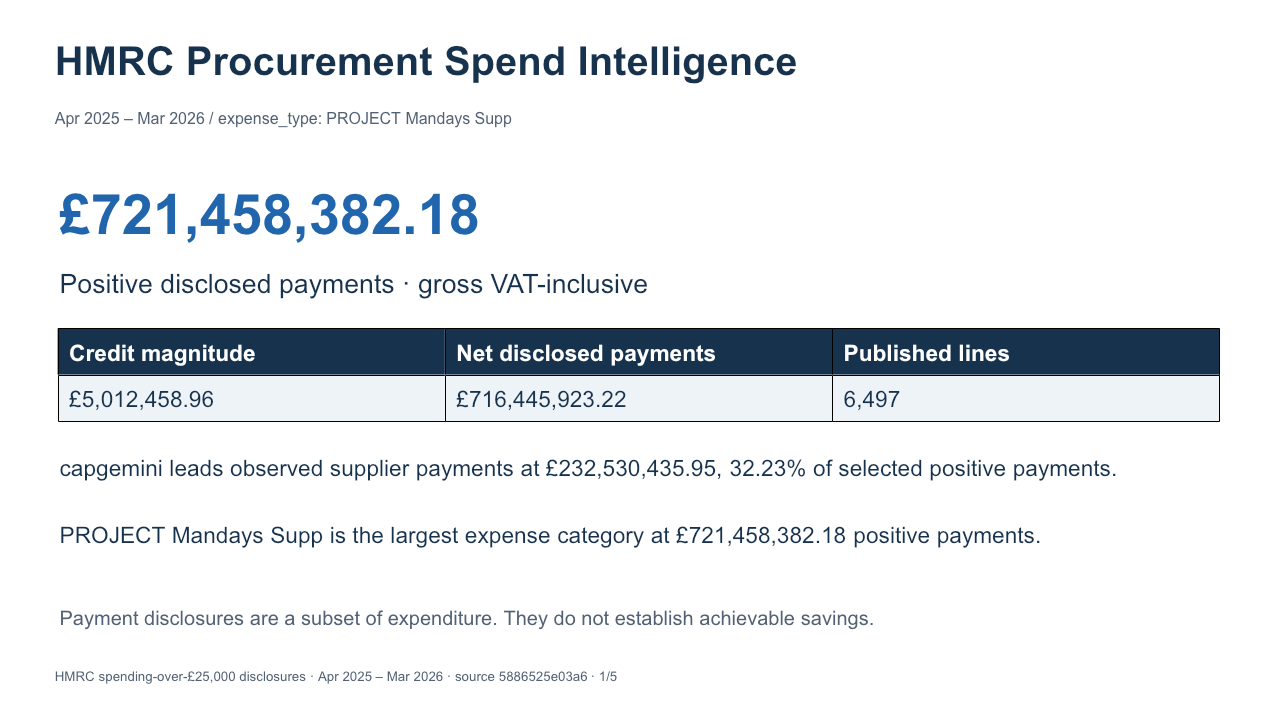 HMRC Procurement Spend Intelligence
Apr 2025 – Mar 2026 / expense_type: PROJECT Mandays Supp
£721,458,382.18
Positive disclosed payments · gross VAT-inclusive
Credit magnitude Net disclosed payments Published lines
£5,012,458.96 £716,445,923.22 6,497
capgemini leads observed supplier payments at £232,530,435.95, 32.23% of selected positive payments.
PROJECT Mandays Supp is the largest expense category at £721,458,382.18 positive payments.
Payment disclosures are a subset of expenditure. They do not establish achievable savings.
HMRC spending-over-£25,000 disclosures · Apr 2025 – Mar 2026 · source 5886525e03a6 · 1/5